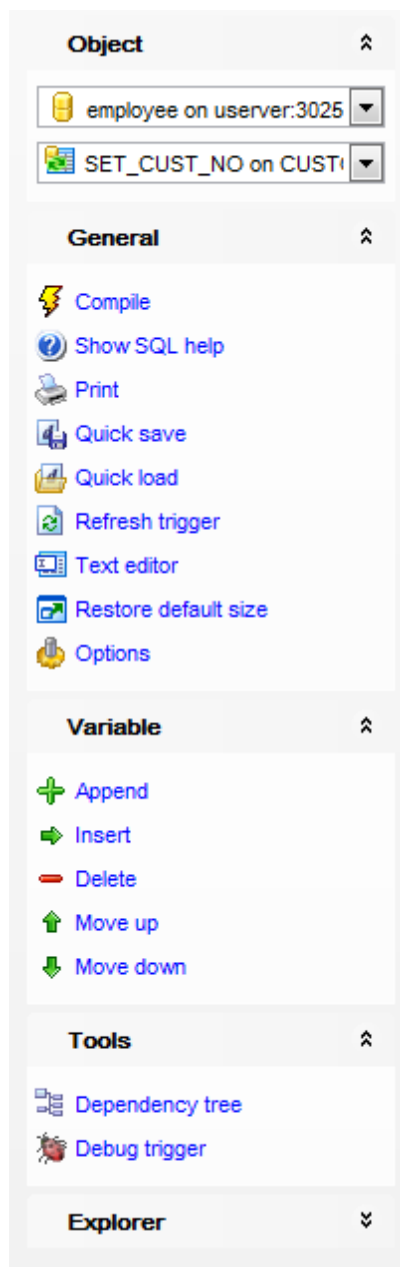 Object
employee on userver:3025
SET_CUST_NO on CUST
General
Compile
Show SQL help
Print
Quick save
Quick load
Refresh trigger
Text editor
Restore default size
Options
Variable
Append
Insert
Delete
Move up
Move down
Tools
Dependency tree
Debug trigger
Explorer